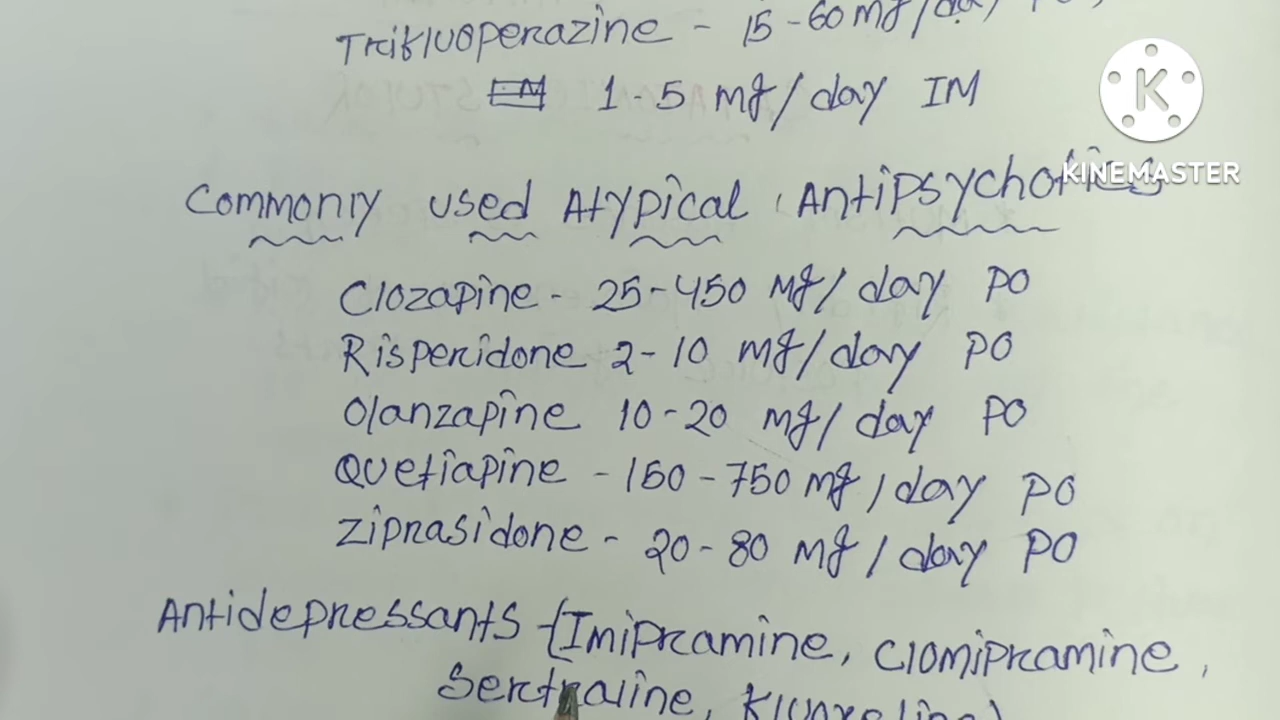 Trifluoperazine - 15-60 mg/day
1-5 mg/day IM
K
KINEMASTER
Commonly used Atypical Antipsychotics
Clozapine - 25-450 mg/day PO
Risperidone 2-10 mg/day PO
Olanzapine 10-20 mg/day PO
Quetiapine - 150-750 mg/day PO
Ziprasidone - 20-80 mg/day PO
Antidepressants - (Imipramine, Clomipramine,
Sertraline,